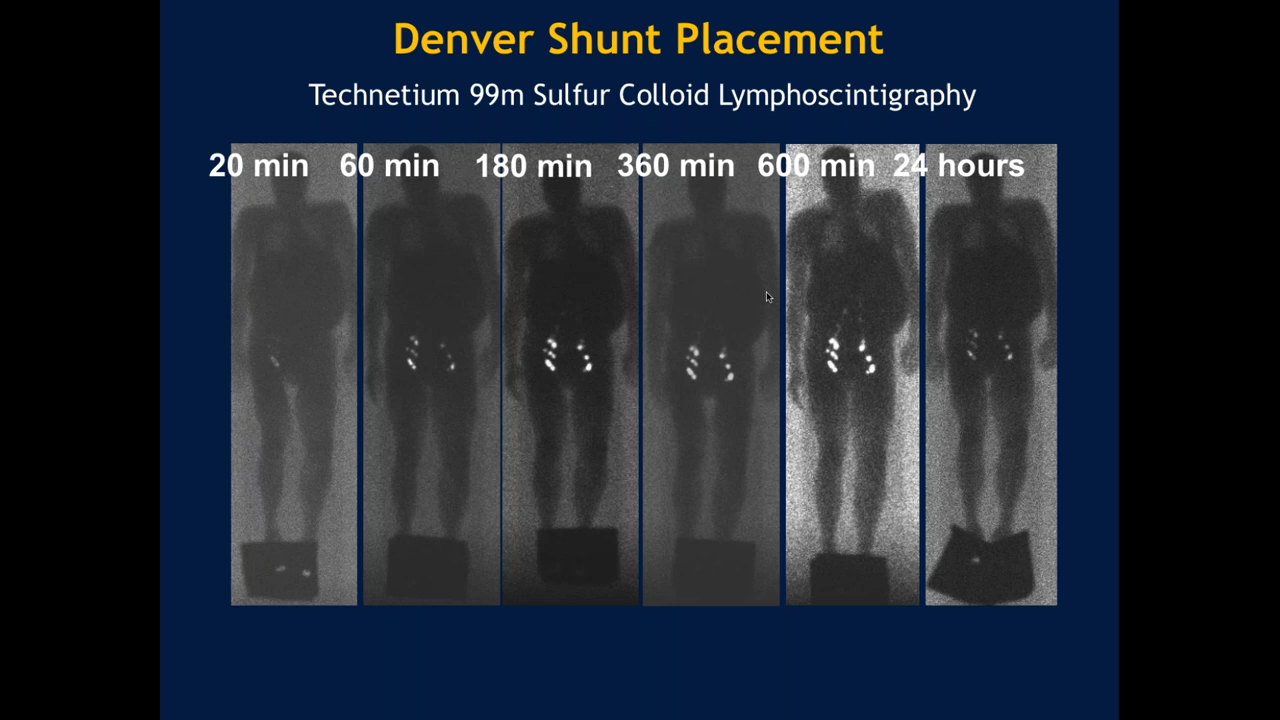 Denver Shunt Placement
Technetium 99m Sulfur Colloid Lymphoscintigraphy
20 min 60 min 180 min 360 min 600 min 24 hours